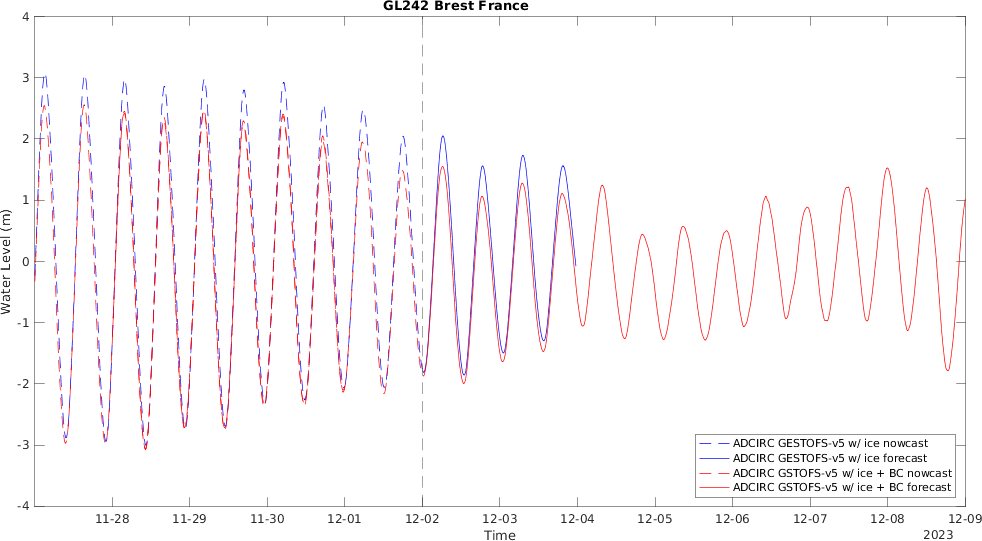 GL242 Brest France
4
3
2
1
0
-1
-2
-3
-4
Water Level (m)
ADCIRC GESTOFS-v5 w/ ice nowcast
ADCIRC GESTOFS-v5 w/ ice forecast
ADCIRC GSTOFS-v5 w/ ice + BC nowcast
ADCIRC GSTOFS-v5 w/ ice + BC forecast
11-28 11-29 11-30 12-01 12-02 12-03 12-04 12-05 12-06 12-07 12-08 12-09
Time
2023